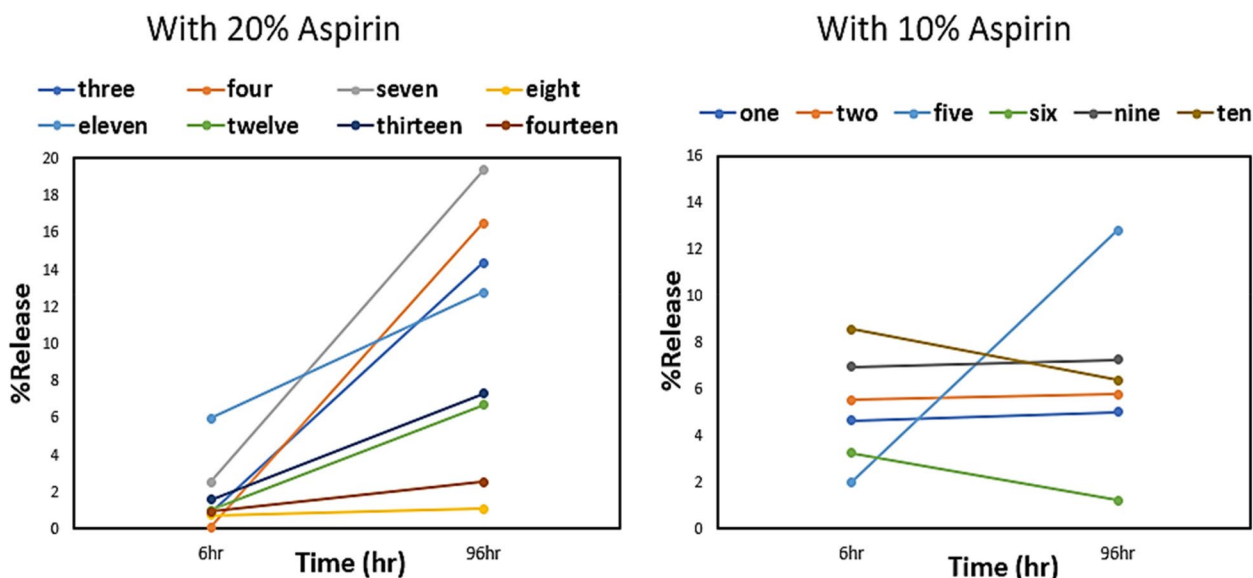 With 20% Aspirin
three four seven eight
eleven twelve thirteen fourteen
20
18
16
14
12
10
8
6
4
2
0
%Release
6hr 96hr
Time (hr)
With 10% Aspirin
one two five six nine ten
16
14
12
10
8
6
4
2
0
%Release
6hr 96hr
Time (hr)